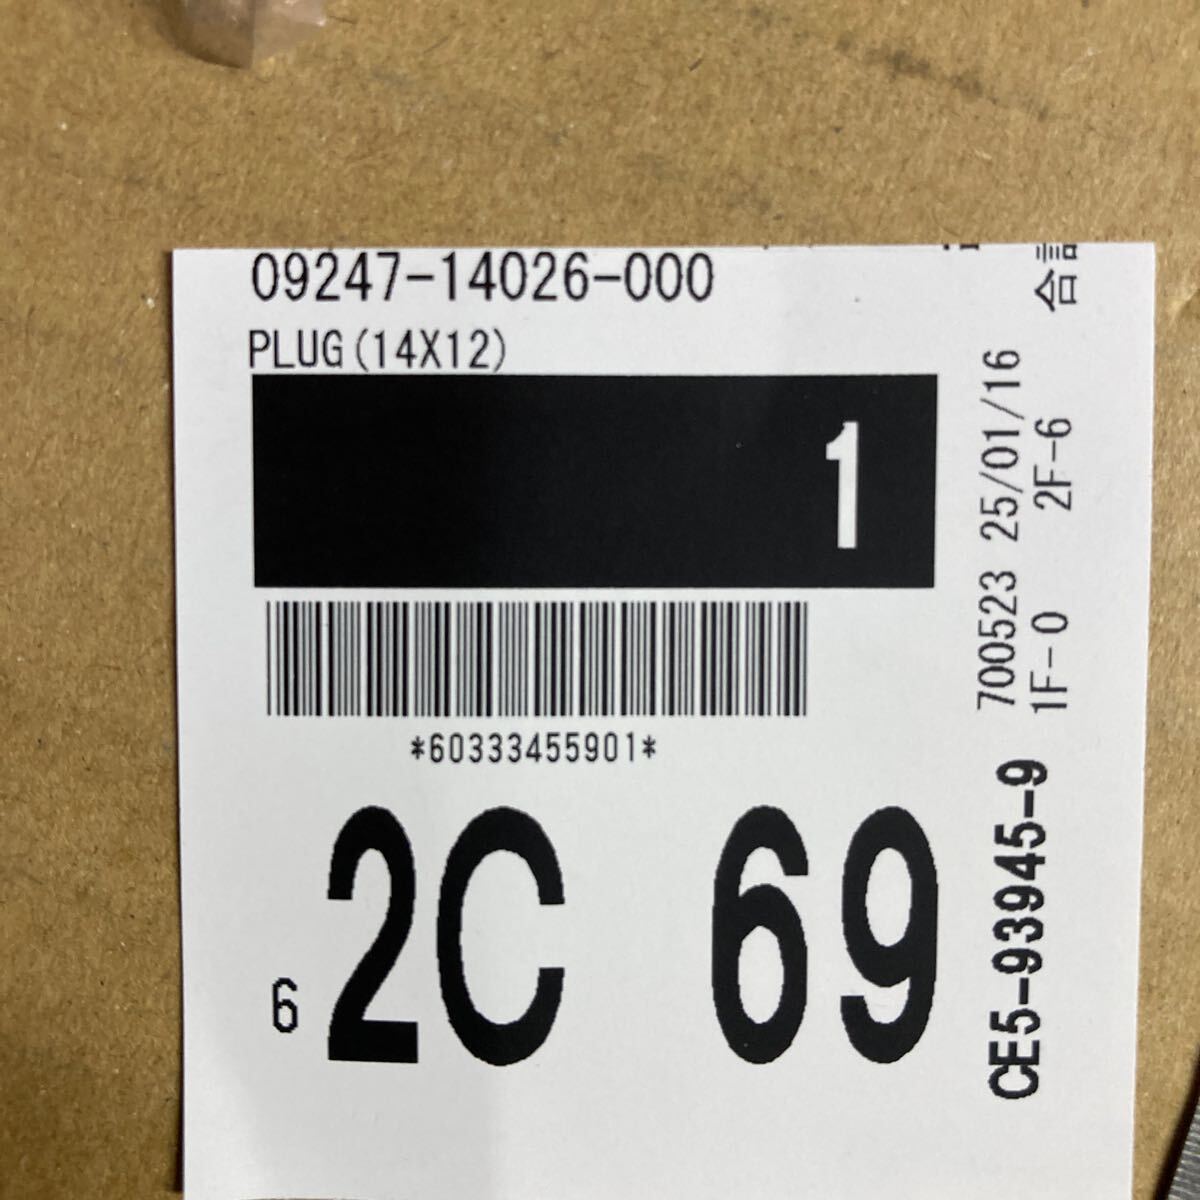 09247-14026-000
PLUG(14X12)
1
*60333455901*
6 2C 69
CE5-93945-9
700523 25/01/16
1F-0 2F-6